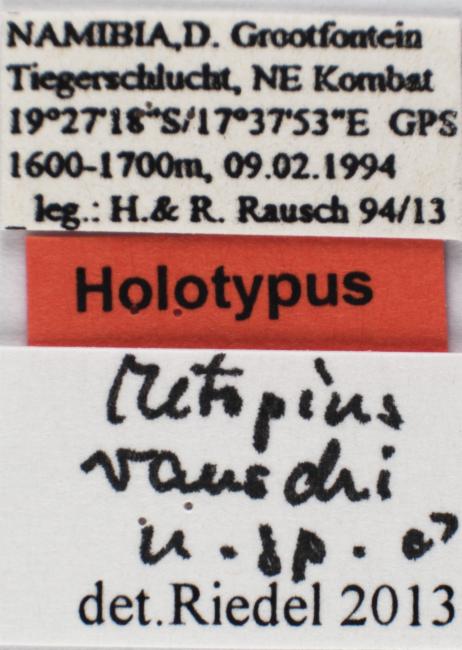 NAMIBIA,D. Grootfontein
Tiegerschlucht, NE Kombat
19°27'18"S/17°37'53"E GPS
1600-1700m, 09.02.1994
_ leg.: H.& R. Rausch 94/13
Holotypus
Metopius
rauschi
n. sp. ♂
det.Riedel 2013